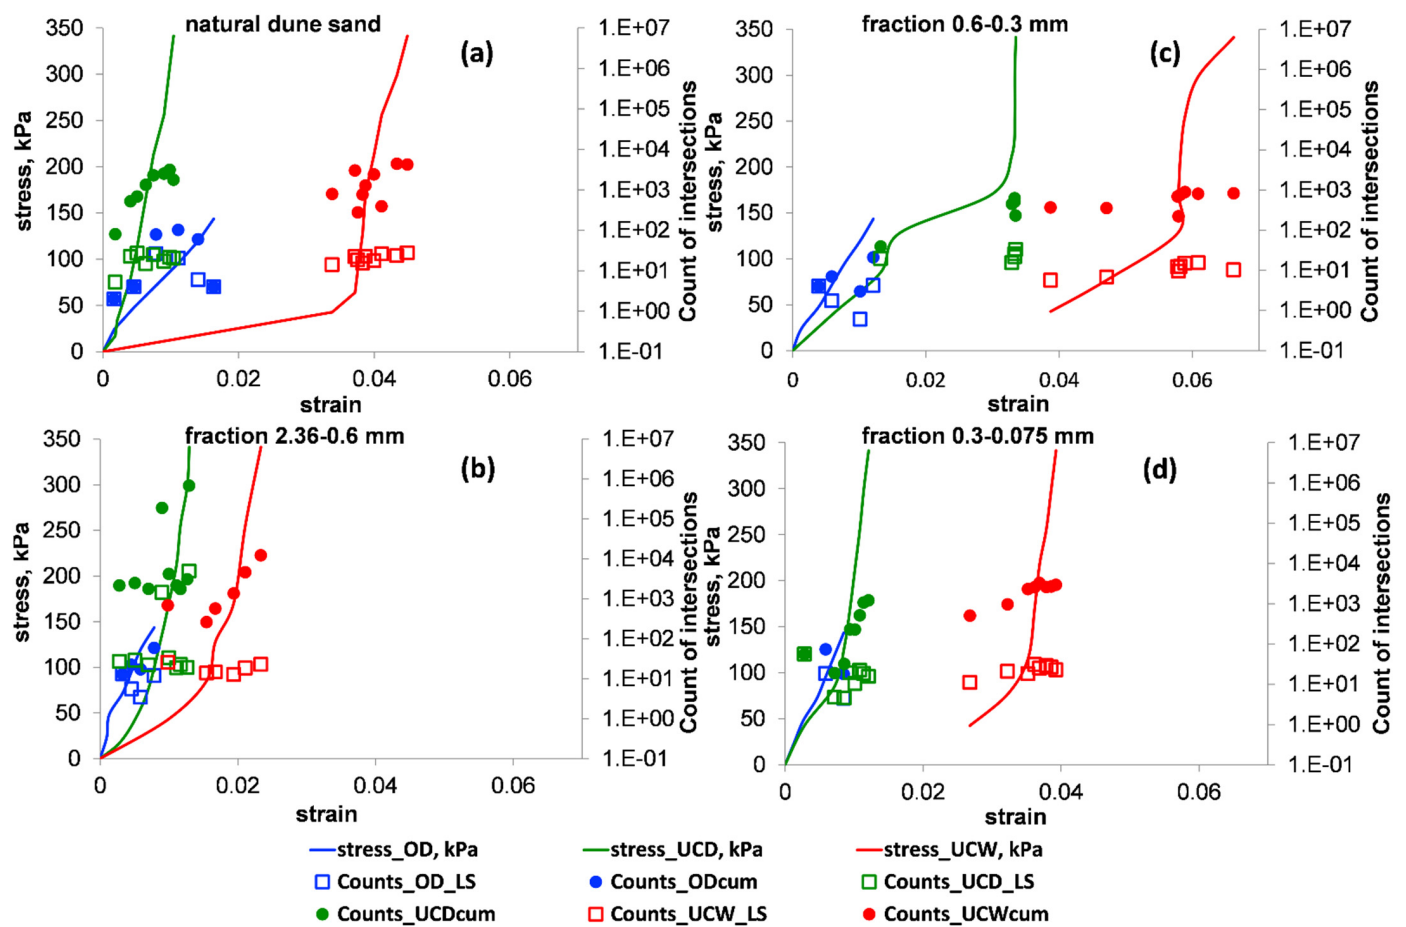 natural dune sand
(a)
stress, kPa
350
300
250
200
150
100
50
0
0
0.02
0.04
0.06
strain
1.E+07
1.E+06
1.E+05
1.E+04
1.E+03
1.E+02
1.E+01
1.E+00
1.E-01
Count of intersections
fraction 0.6-0.3 mm
(c)
stress, kPa
350
300
250
200
150
100
50
0
0
0.02
0.04
0.06
strain
1.E+07
1.E+06
1.E+05
1.E+04
1.E+03
1.E+02
1.E+01
1.E+00
1.E-01
Count of intersections
fraction 2.36-0.6 mm
(b)
stress, kPa
350
300
250
200
150
100
50
0
0
0.02
0.04
0.06
strain
1.E+07
1.E+06
1.E+05
1.E+04
1.E+03
1.E+02
1.E+01
1.E+00
1.E-01
Count of intersections
fraction 0.3-0.075 mm
(d)
stress, kPa
350
300
250
200
150
100
50
0
0
0.02
0.04
0.06
strain
1.E+07
1.E+06
1.E+05
1.E+04
1.E+03
1.E+02
1.E+01
1.E+00
1.E-01
Count of intersections
stress_OD, kPa
stress_UCD, kPa
stress_UCW, kPa
Counts_OD_LS
Counts_ODcum
Counts_UCD_LS
Counts_UCDcum
Counts_UCW_LS
Counts_UCWcum